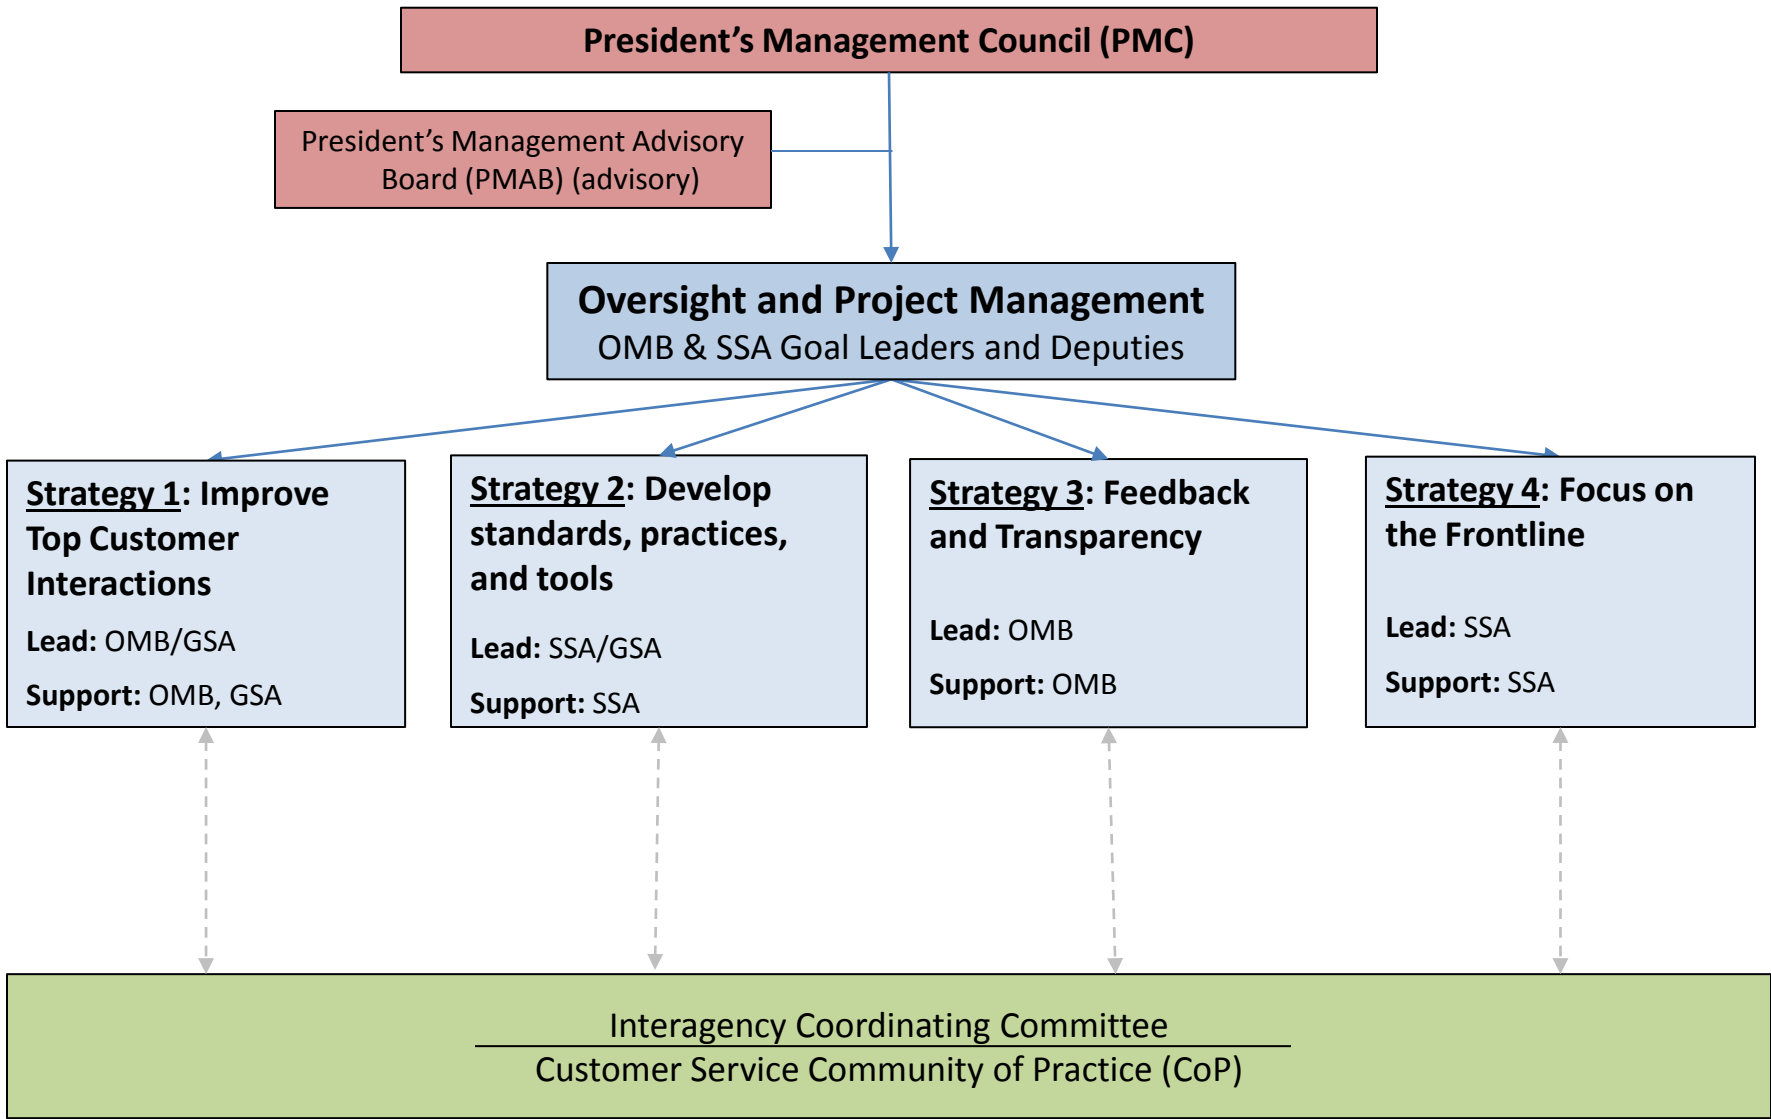 President’s Management Council (PMC)
President’s Management Advisory
Board (PMAB) (advisory)
Oversight and Project Management
OMB & SSA Goal Leaders and Deputies
Strategy 1: Improve
Top Customer
Interactions
Lead: OMB/GSA
Support: OMB, GSA
Strategy 2: Develop
standards, practices,
and tools
Lead: SSA/GSA
Support: SSA
Strategy 3: Feedback
and Transparency
Lead: OMB
Support: OMB
Strategy 4: Focus on
the Frontline
Lead: SSA
Support: SSA
Interagency Coordinating Committee
Customer Service Community of Practice (CoP)